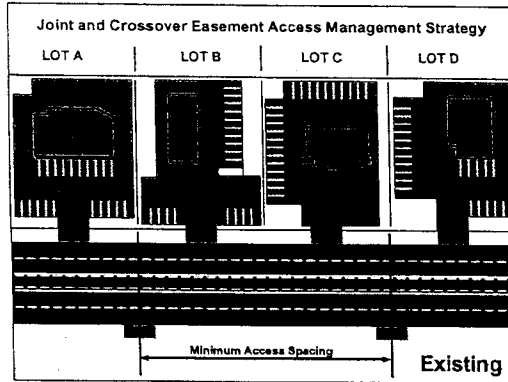 Joint and Crossover Easement Access Management Strategy
LOT A LOT B LOT C LOT D
Minimum Access Spacing
Existing